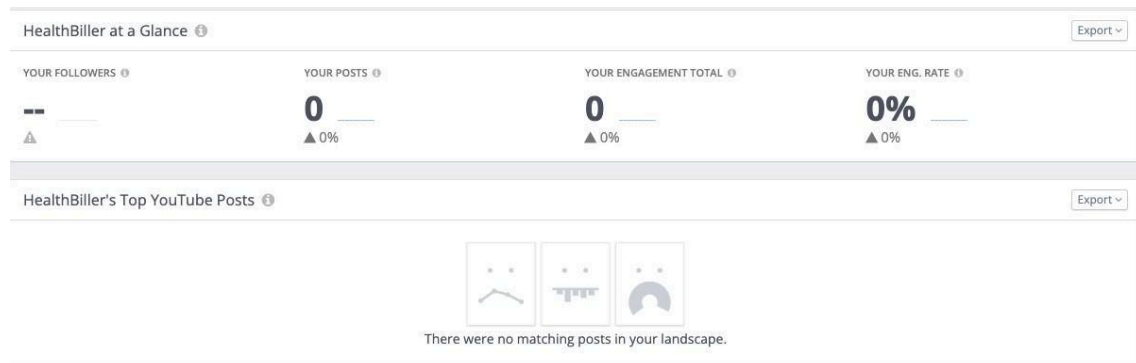 HealthBiller at a Glance
Export
YOUR FOLLOWERS
YOUR POSTS
YOUR ENGAGEMENT TOTAL
YOUR ENG. RATE
--
0
0
0%
▲ 0%
▲ 0%
▲ 0%
HealthBiller's Top YouTube Posts
Export
There were no matching posts in your landscape.